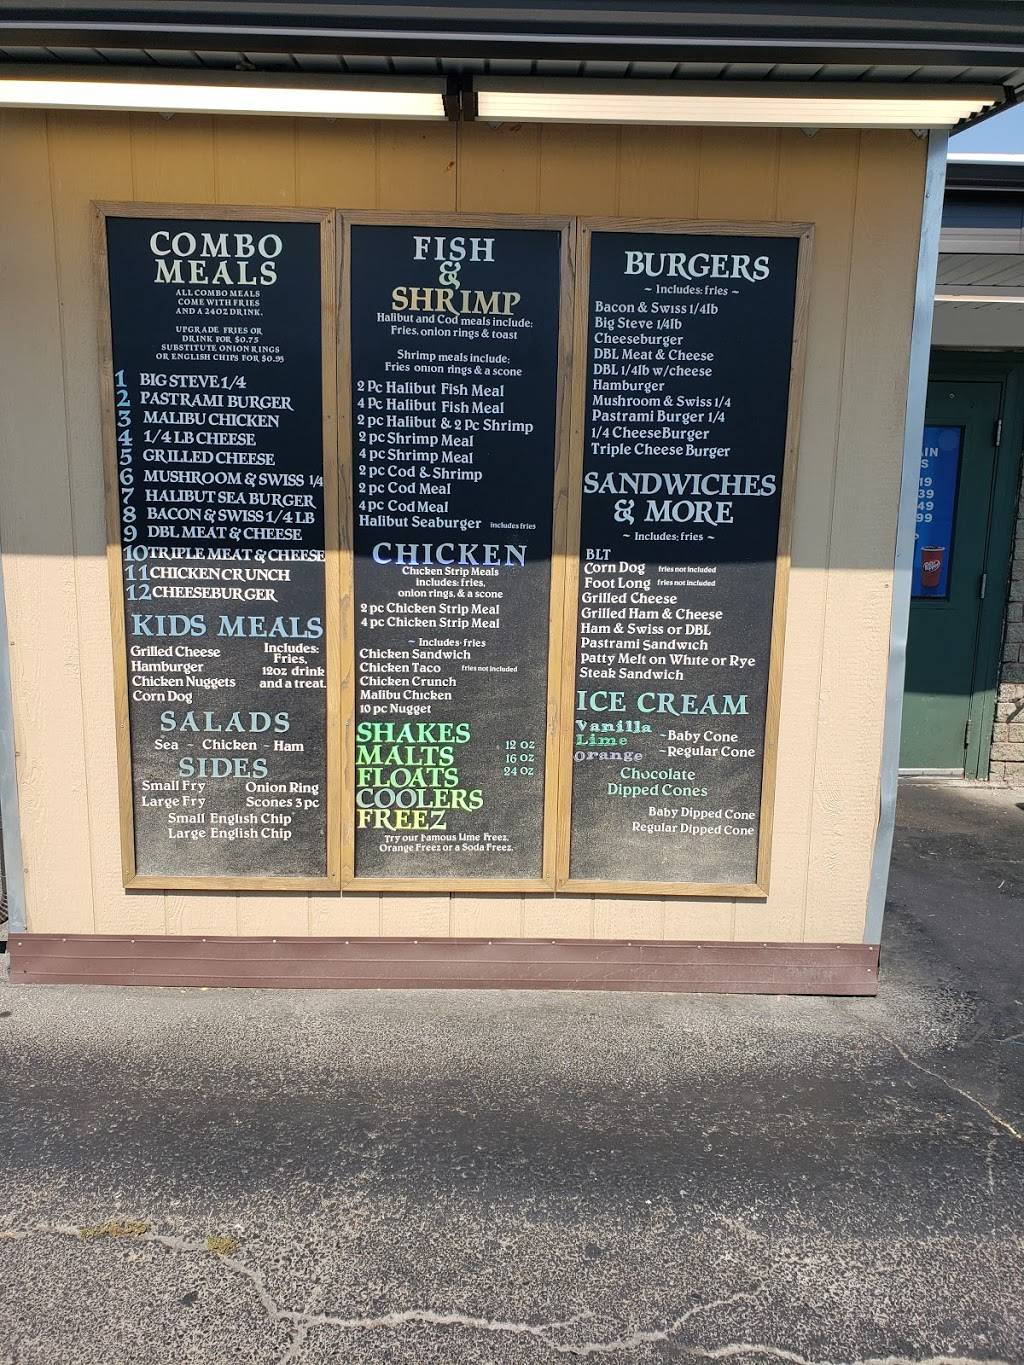 COMBO
MEALS
ALL COMBO MEALS
COME WITH FRIES
AND A 24OZ DRINK.
UPGRADE FRIES OR
DRINK FOR $0.75
SUBSTITUTE ONION RINGS
OR ENGLISH CHIPS FOR $0.95
1 BIG STEVE 1/4
2 PASTRAMI BURGER
3 MALIBU CHICKEN
4 1/4 LB CHEESE
5 GRILLED CHEESE
6 MUSHROOM & SWISS 1/4
7 HALIBUT SEA BURGER
8 BACON & SWISS 1/4 LB
9 DBL MEAT & CHEESE
10 TRIPLE MEAT & CHEESE
11 CHICKEN CRUNCH
12 CHEESEBURGER
KIDS MEALS
Grilled Cheese
Hamburger
Chicken Nuggets
Corn Dog
Includes:
Fries,
12oz drink
and a treat.
SALADS
Sea - Chicken - Ham
SIDES
Small Fry Onion Ring
Large Fry Scones 3 pc
Small English Chip
Large English Chip
FISH
&
SHRIMP
Halibut and Cod meals include:
Fries, onion rings & toast
Shrimp meals include:
Fries onion rings & a scone
2 Pc Halibut Fish Meal
4 Pc Halibut Fish Meal
2 pc Halibut & 2 Pc Shrimp
2 pc Shrimp Meal
4 pc Shrimp Meal
2 pc Cod & Shrimp
2 pc Cod Meal
4 pc Cod Meal
Halibut Seaburger includes fries
CHICKEN
Chicken Strip Meals
includes: fries,
onion rings, & a scone
2 pc Chicken Strip Meal
4 pc Chicken Strip Meal
~ Includes: fries
Chicken Sandwich
Chicken Taco fries not included
Chicken Crunch
Malibu Chicken
10 pc Nugget
SHAKES
MALTS
FLOATS
COOLERS
FREEZ
12 oz
16 oz
24 oz
Try our Famous Lime Freez.
Orange Freez or a Soda Freez.
BURGERS
~ Includes: fries ~
Bacon & Swiss 1/4lb
Big Steve 1/4lb
Cheeseburger
DBL Meat & Cheese
DBL 1/4lb w/cheese
Hamburger
Mushroom & Swiss 1/4
Pastrami Burger 1/4
1/4 CheeseBurger
Triple Cheese Burger
SANDWICHES
& MORE
~ Includes: fries ~
BLT
Corn Dog fries not included
Foot Long fries not included
Grilled Cheese
Grilled Ham & Cheese
Ham & Swiss or DBL
Pastrami Sandwich
Patty Melt on White or Rye
Steak Sandwich
ICE CREAM
Vanilla
Lime
Orange
~Baby Cone
~Regular Cone
Chocolate
Dipped Cones
Baby Dipped Cone
Regular Dipped Cone